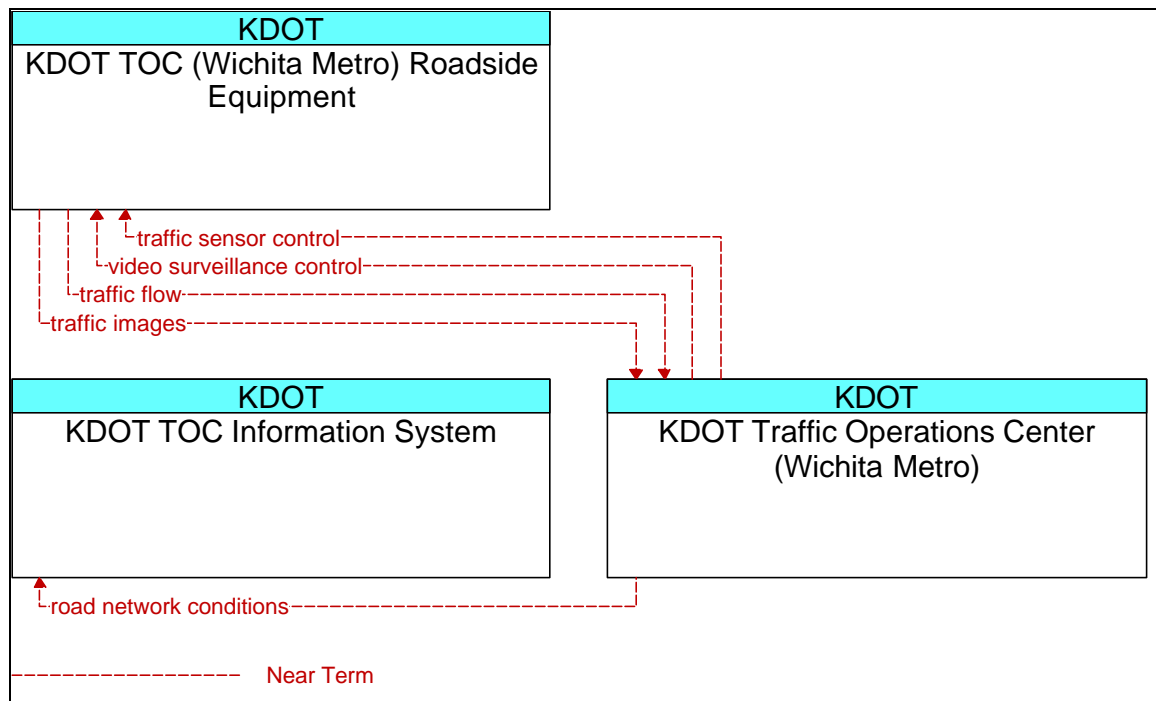 KDOT
KDOT TOC (Wichita Metro) Roadside
Equipment
traffic sensor control
video surveillance control
traffic flow
traffic images
KDOT
KDOT TOC Information System
KDOT
KDOT Traffic Operations Center
(Wichita Metro)
road network conditions
Near Term